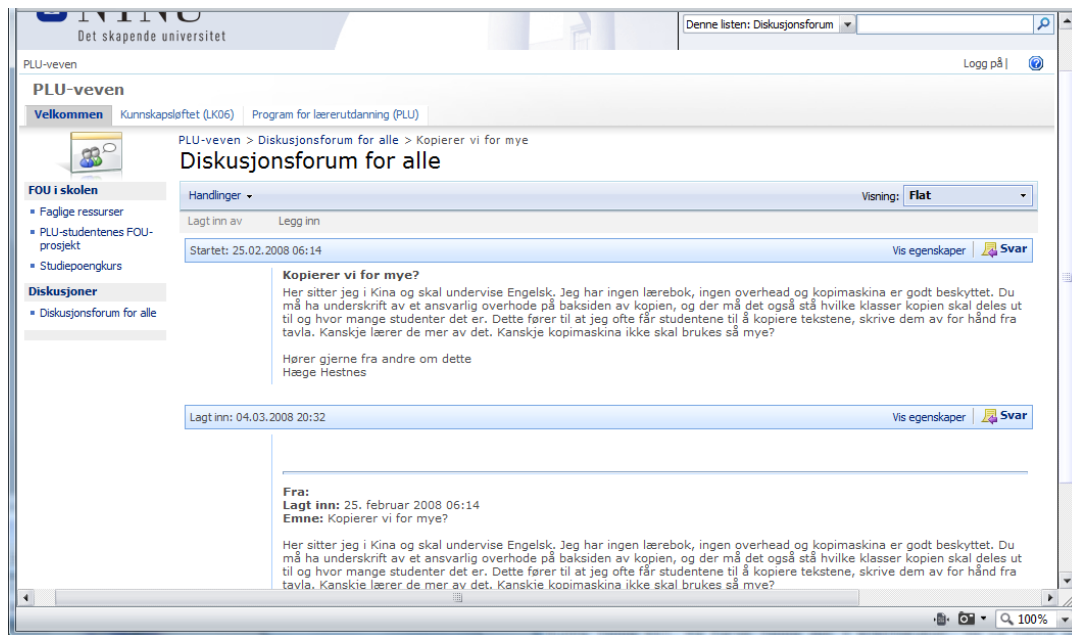 NTNU
Det skapende universitet
Denne listen: Diskusjonsforum
PLU-veven
Logg på |
PLU-veven
Velkommen Kunnskapsløftet (LK06) Program for lærerutdanning (PLU)
PLU-veven > Diskusjonsforum for alle > Kopierer vi for mye
Diskusjonsforum for alle
FOU i skolen
Faglige ressurser
PLU-studentenes FOU-
prosjekt
Studiepoengkurs
Diskusjoner
Diskusjonsforum for alle
Handlinger
Visning: Flat
Lagt inn av Legg inn
Startet: 25.02.2008 06:14
Vis egenskaper Svar
Kopierer vi for mye?
Her sitter jeg i Kina og skal undervise Engelsk. Jeg har ingen lærebok, ingen overhead og kopimaskina er godt beskyttet. Du
må ha underskrift av et ansvarlig overhode på baksiden av kopien, og der må det også stå hvilke klasser kopien skal deles ut
til og hvor mange studenter det er. Dette fører til at jeg ofte får studentene til å kopiere tekstene, skrive dem av for hånd fra
tavla. Kanskje lærer de mer av det. Kanskje kopimaskina ikke skal brukes så mye?
Hører gjerne fra andre om dette
Hæge Hestnes
Lagt inn: 04.03.2008 20:32
Vis egenskaper Svar
Fra:
Lagt inn: 25. februar 2008 06:14
Emne: Kopierer vi for mye?
Her sitter jeg i Kina og skal undervise Engelsk. Jeg har ingen lærebok, ingen overhead og kopimaskina er godt beskyttet. Du
må ha underskrift av et ansvarlig overhode på baksiden av kopien, og der må det også stå hvilke klasser kopien skal deles ut
til og hvor mange studenter det er. Dette fører til at jeg ofte får studentene til å kopiere tekstene, skrive dem av for hånd fra
tavla. Kanskje lærer de mer av det. Kanskje kopimaskina ikke skal brukes så mye?
100%